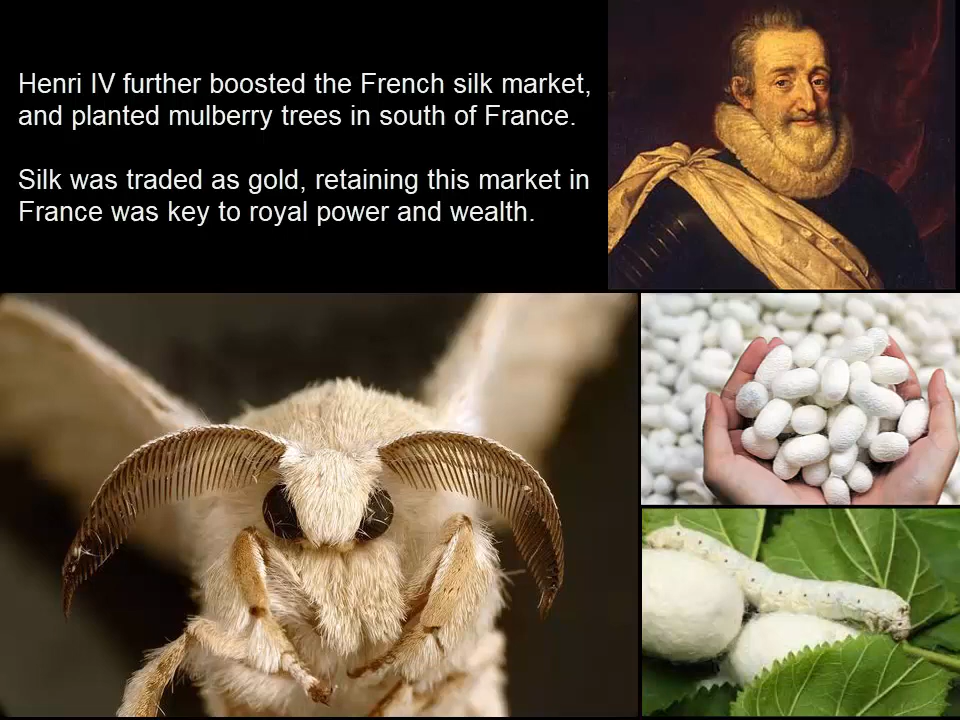 Henri IV further boosted the French silk market,
and planted mulberry trees in south of France.
Silk was traded as gold, retaining this market in
France was key to royal power and wealth.